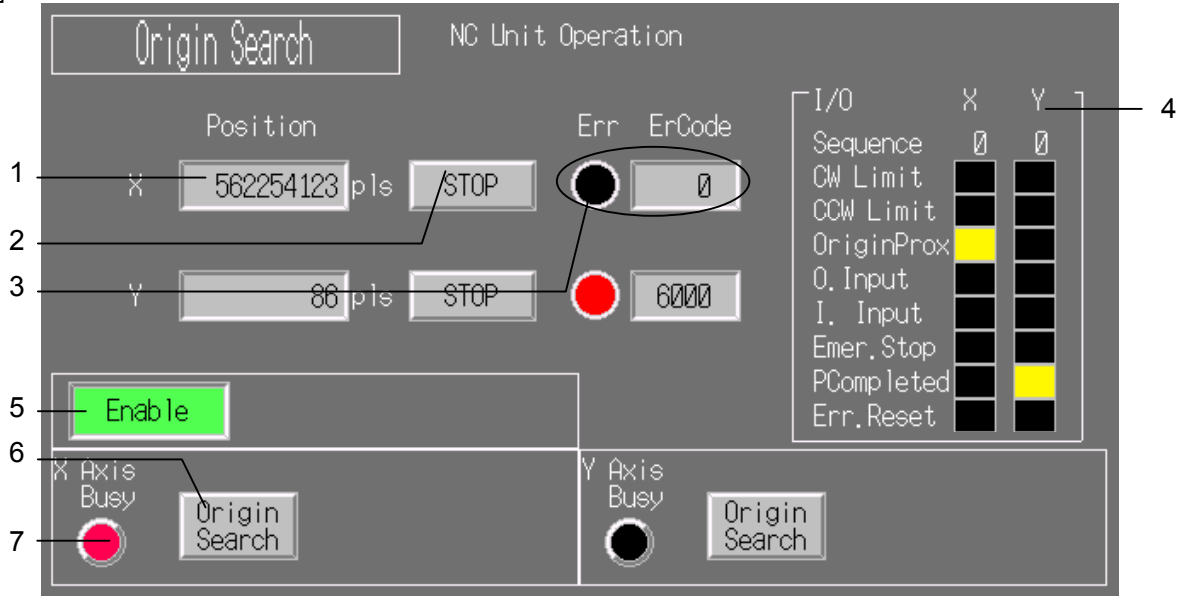 Origin Search NC Unit Operation
I/O X Y 4
Position Err ErCode
Sequence 0 0
1 X 562254123 pls STOP 0 CW Limit
CCW Limit
2 OriginProx
3 Y 86 pls STOP 6000 O.Input
I. Input
Emer.Stop
PCompleted
5 Enable Err.Reset
6 X Axis Y Axis
Busy Origin Busy Origin
7 Search Search